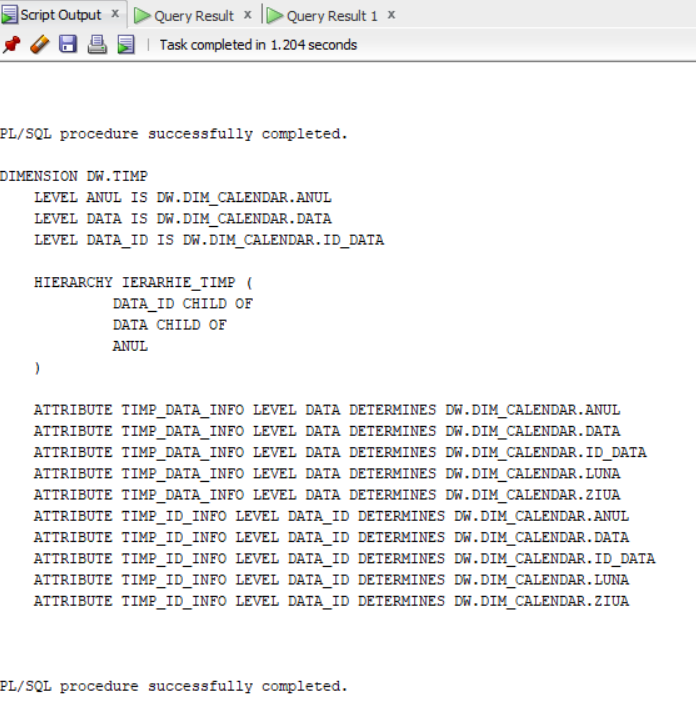 Script Output x Query Result x Query Result 1 x
Task completed in 1.204 seconds
PL/SQL procedure successfully completed.
DIMENSION DW.TIMP
LEVEL ANUL IS DW.DIM_CALENDAR.ANUL
LEVEL DATA IS DW.DIM_CALENDAR.DATA
LEVEL DATA_ID IS DW.DIM_CALENDAR.ID_DATA
HIERARCHY IERARHIE_TIMP (
DATA_ID CHILD OF
DATA CHILD OF
ANUL
)
ATTRIBUTE TIMP_DATA_INFO LEVEL DATA DETERMINES DW.DIM_CALENDAR.ANUL
ATTRIBUTE TIMP_DATA_INFO LEVEL DATA DETERMINES DW.DIM_CALENDAR.DATA
ATTRIBUTE TIMP_DATA_INFO LEVEL DATA DETERMINES DW.DIM_CALENDAR.ID_DATA
ATTRIBUTE TIMP_DATA_INFO LEVEL DATA DETERMINES DW.DIM_CALENDAR.LUNA
ATTRIBUTE TIMP_DATA_INFO LEVEL DATA DETERMINES DW.DIM_CALENDAR.ZIUA
ATTRIBUTE TIMP_ID_INFO LEVEL DATA_ID DETERMINES DW.DIM_CALENDAR.ANUL
ATTRIBUTE TIMP_ID_INFO LEVEL DATA_ID DETERMINES DW.DIM_CALENDAR.DATA
ATTRIBUTE TIMP_ID_INFO LEVEL DATA_ID DETERMINES DW.DIM_CALENDAR.ID_DATA
ATTRIBUTE TIMP_ID_INFO LEVEL DATA_ID DETERMINES DW.DIM_CALENDAR.LUNA
ATTRIBUTE TIMP_ID_INFO LEVEL DATA_ID DETERMINES DW.DIM_CALENDAR.ZIUA
PL/SQL procedure successfully completed.